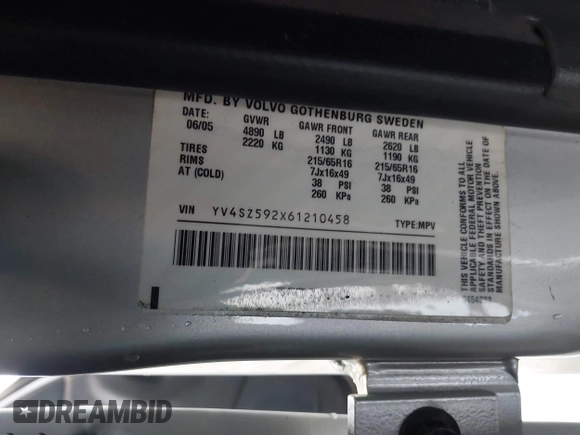 MFD. BY VOLVO GOTHENBURG SWEDEN
DATE: GVWR GAWR FRONT GAWR REAR
06/05 4890 LB 2490 LB 2620 LB
2220 KG 1130 KG 1190 KG
TIRES 215/65R16 215/65R16
RIMS 7Jx16x49 7Jx16x49
AT (COLD) 38 PSI 38 PSI
260 KPa 260 KPa
VIN YV4SZ592X61210458 TYPE:MPV
THIS VEHICLE CONFORMS TO ALL
APPLICABLE FEDERAL MOTOR VEHICLE
SAFETY AND THEFT PREVENTION
STANDARDS IN EFFECT ON THE DATE OF
MANUFACTURE SHOWN ABOVE.
DREAMBID